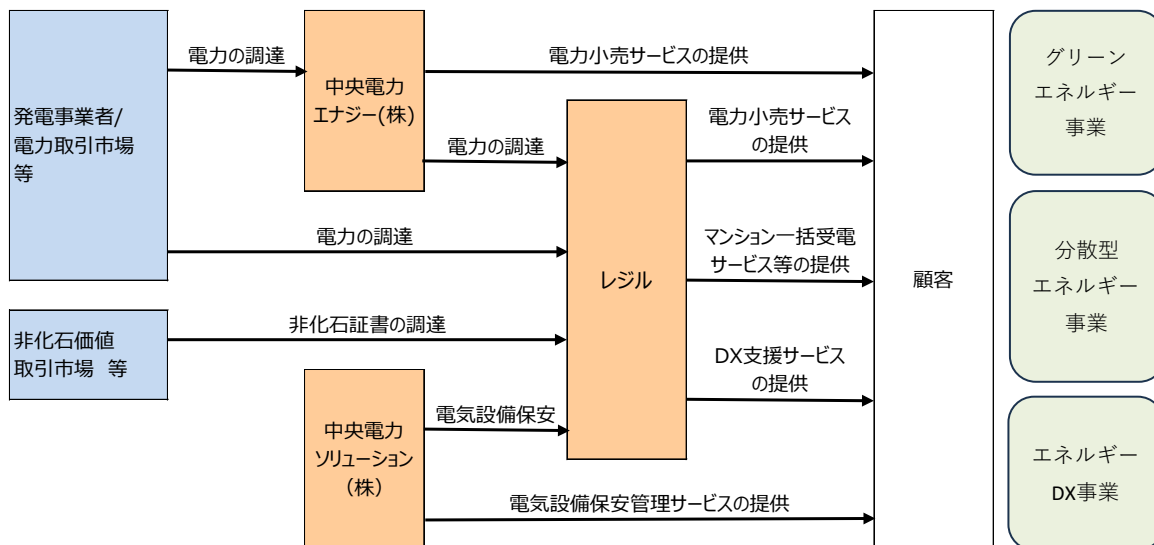 電力の調達
電力小売サービスの提供
発電事業者/
電力取引市場
等
中央電力
エナジー(株)
電力の調達
電力小売サービス
の提供
電力の調達
マンション一括受電
サービス等の提供
レジル
顧客
非化石価値
取引市場 等
非化石証書の調達
DX支援サービス
の提供
中央電力
ソリューション
(株)
電気設備保安
電気設備保安管理サービスの提供
グリーン
エネルギー
事業
分散型
エネルギー
事業
エネルギー
DX事業